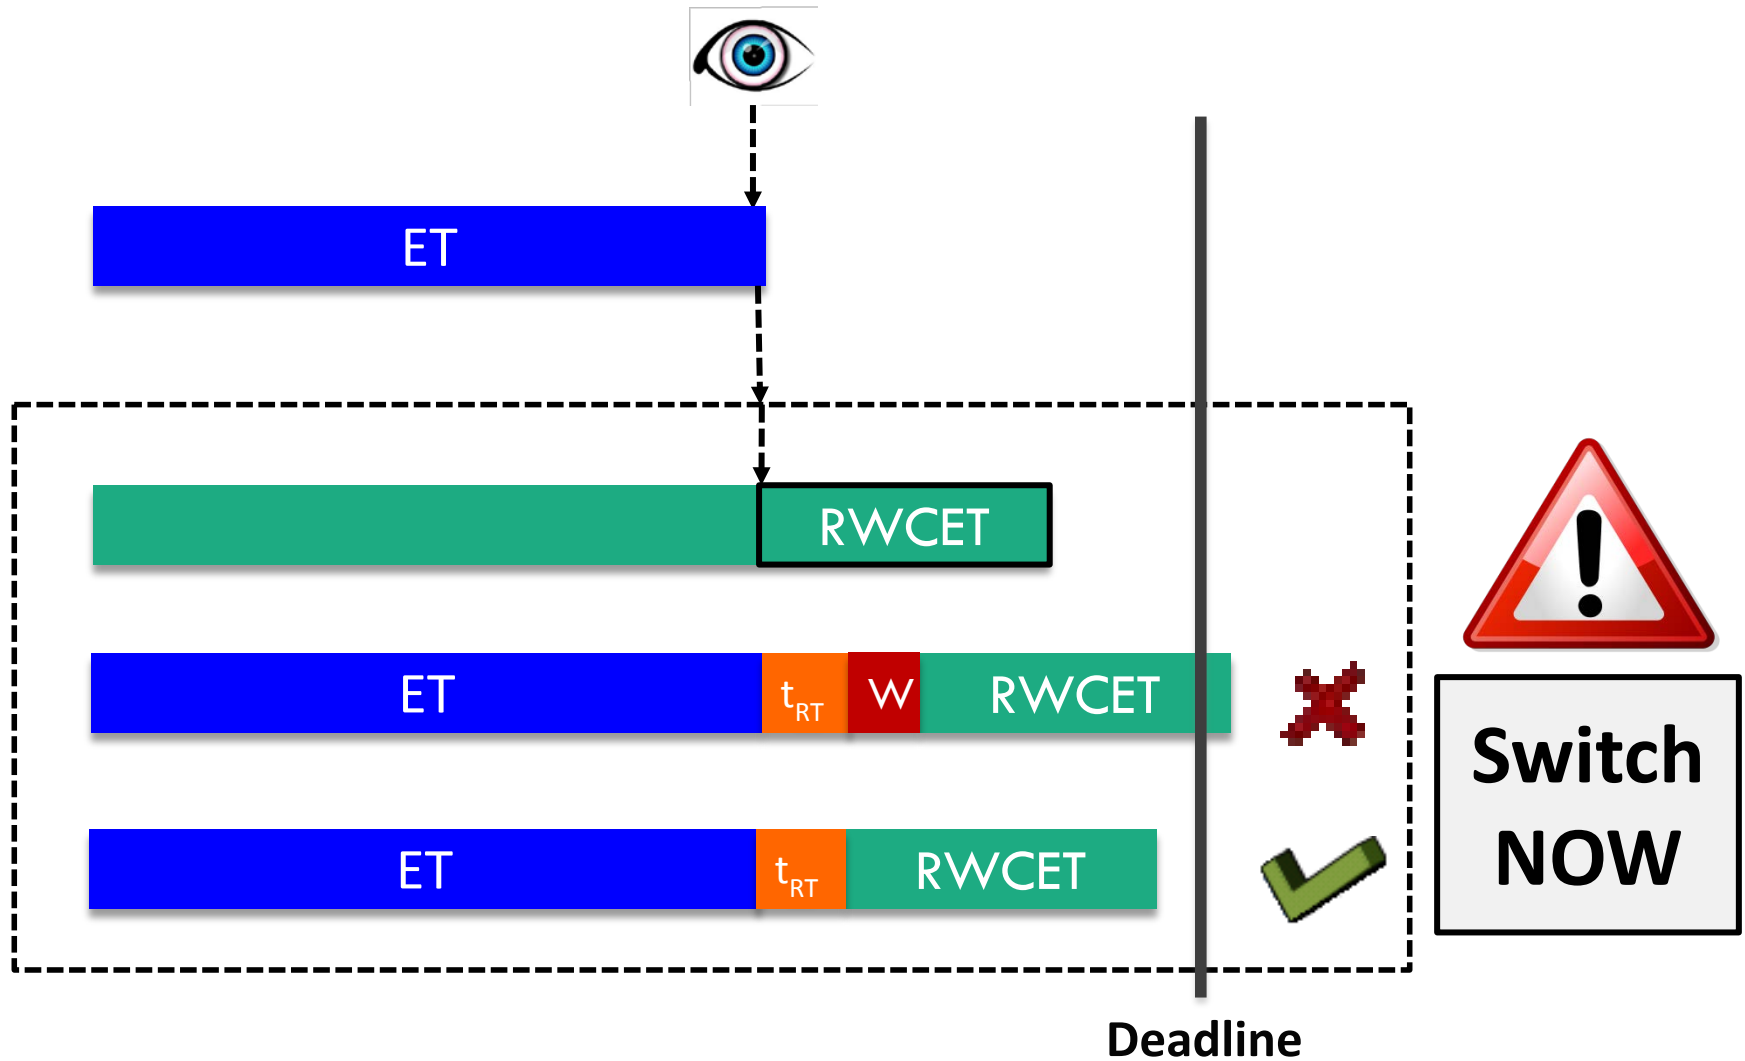 ET
RWCET
ET
tRT
W
RWCET
ET
tRT
RWCET
Switch
NOW
Deadline